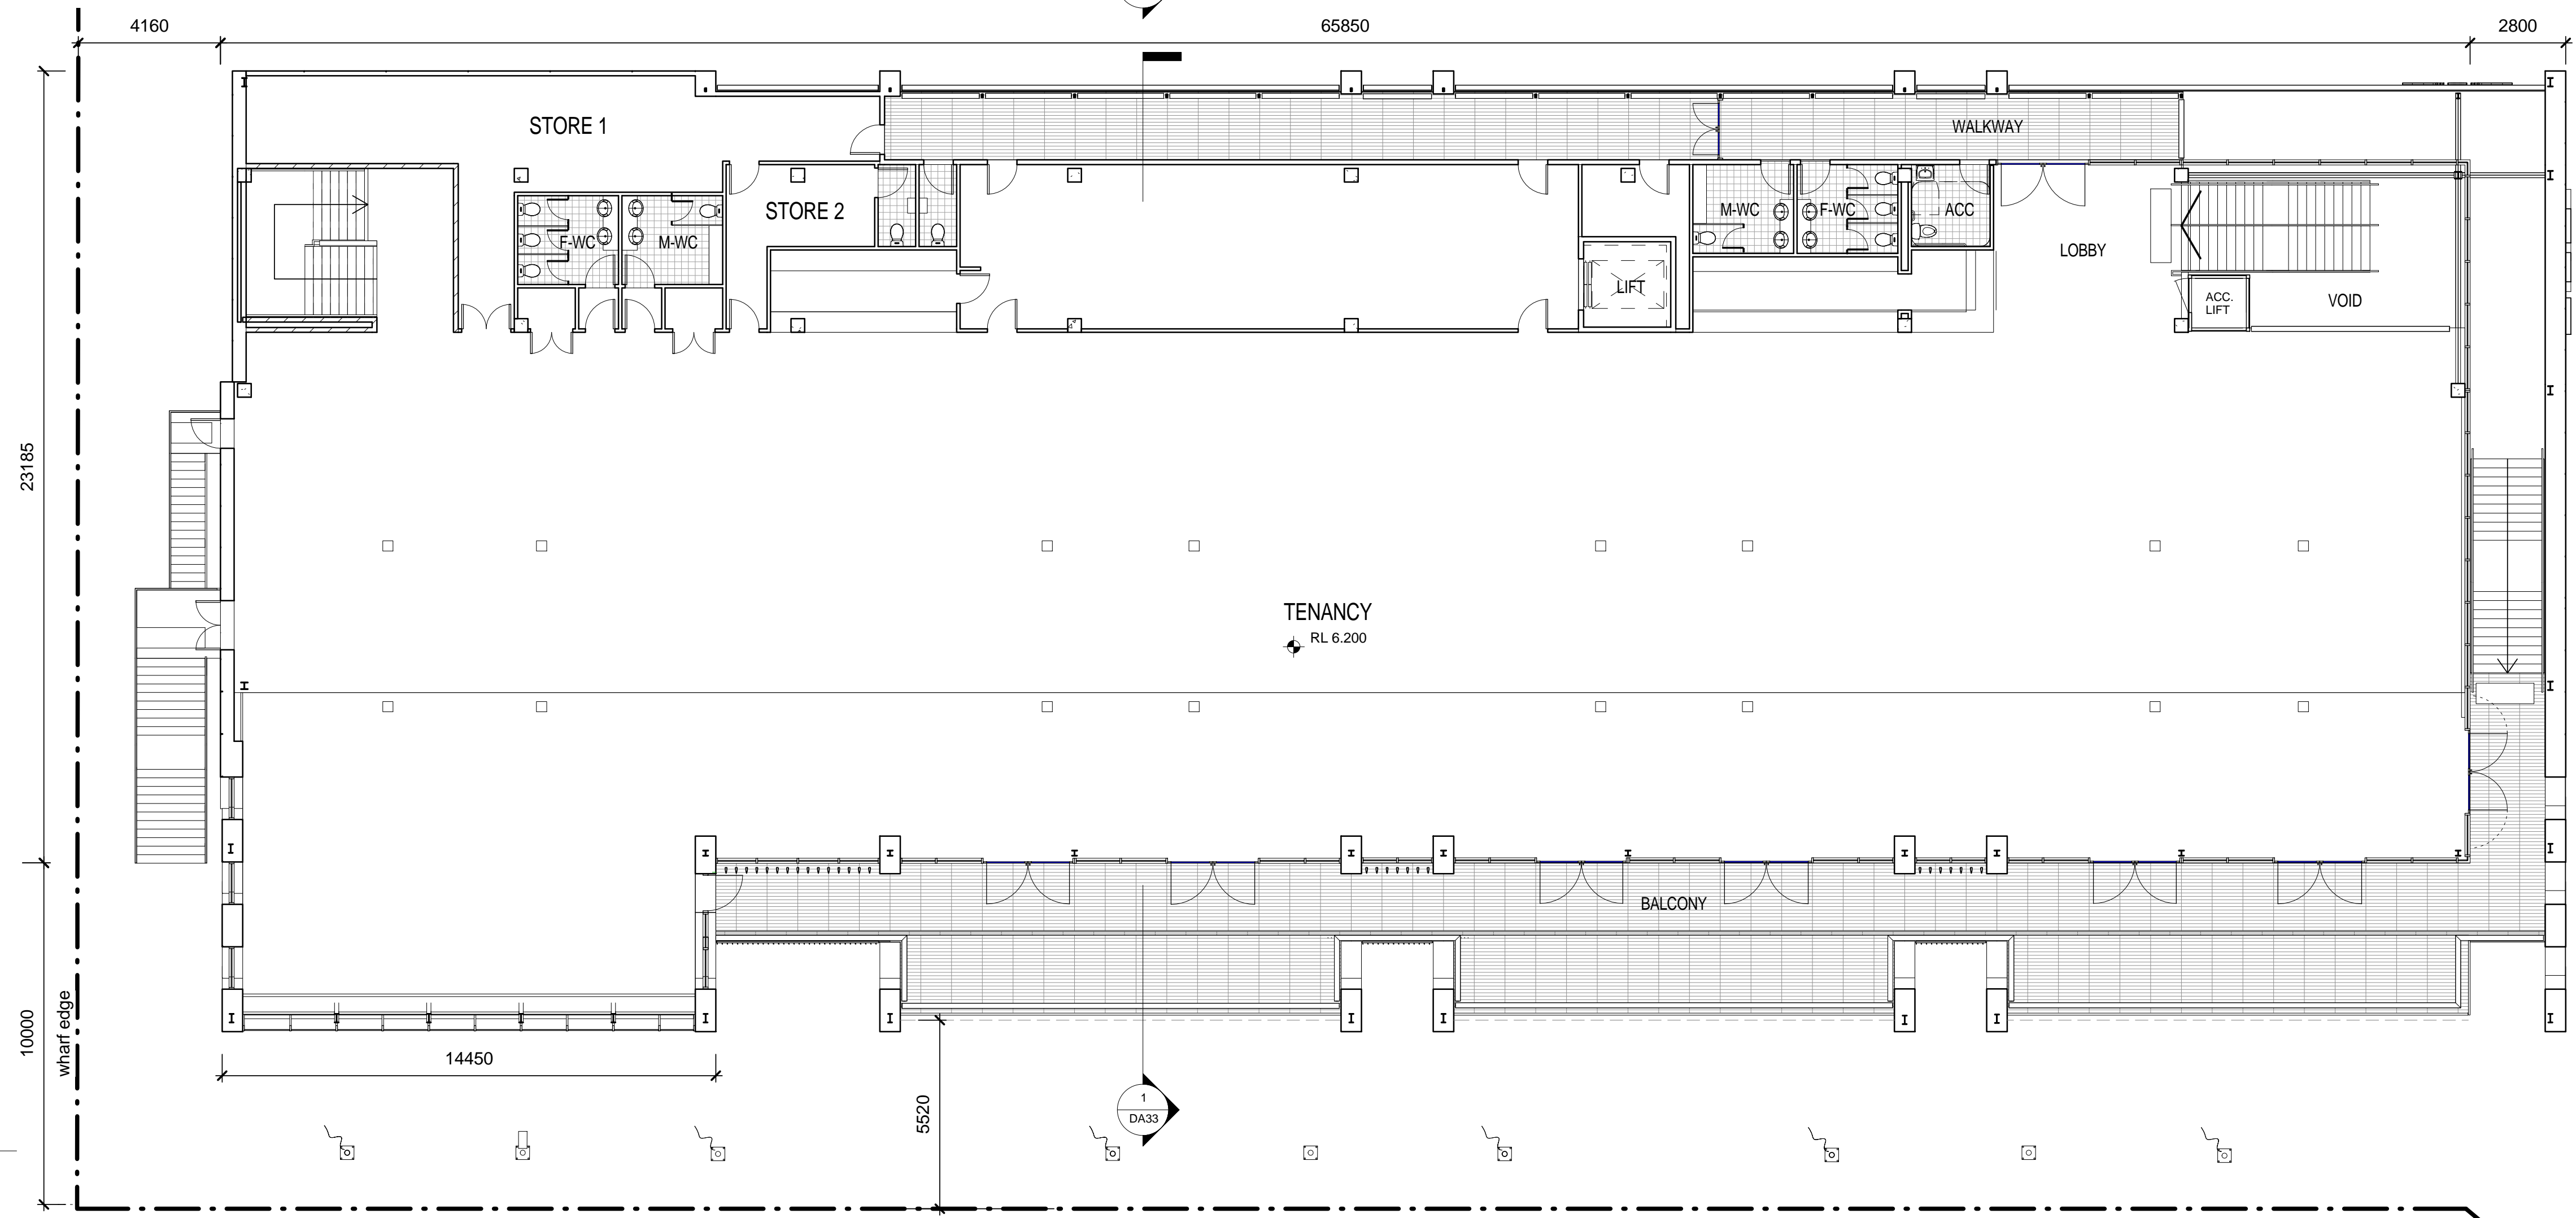 4160
65850
2800
STORE 1
WALKWAY
STORE 2
F-WC
M-WC
M-WC
F-WC
ACC
LOBBY
LIFT
ACC.
LIFT
VOID
23185
TENANCY
RL 6.200
BALCONY
10000
wharf edge
14450
5520
1
DA33